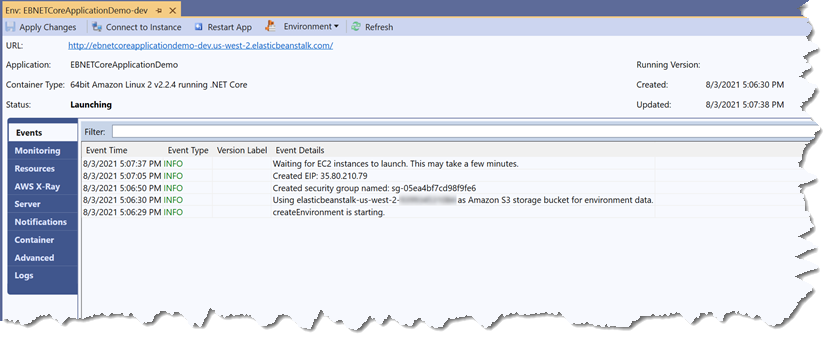 Env: EBNETCoreApplicationDemo-dev
Apply Changes Connect to Instance Restart App Environment Refresh
URL: http://ebnetcoreapplicationdemo-dev.us-west-2.elasticbeanstalk.com/
Application: EBNETCoreApplicationDemo Running Version:
Container Type: 64bit Amazon Linux 2 v2.2.4 running .NET Core Created: 8/3/2021 5:06:30 PM
Status: Launching Updated: 8/3/2021 5:07:38 PM
Events
Monitoring
Resources
AWS X-Ray
Server
Notifications
Container
Advanced
Logs
Filter:
Event Time Event Type Version Label Event Details
8/3/2021 5:07:37 PM INFO Waiting for EC2 instances to launch. This may take a few minutes.
8/3/2021 5:07:05 PM INFO Created EIP: 35.80.210.79
8/3/2021 5:06:50 PM INFO Created security group named: sg-05ea4bf7cd98f9fe6
8/3/2021 5:06:30 PM INFO Using elasticbeanstalk-us-west-2- as Amazon S3 storage bucket for environment data.
8/3/2021 5:06:29 PM INFO createEnvironment is starting.